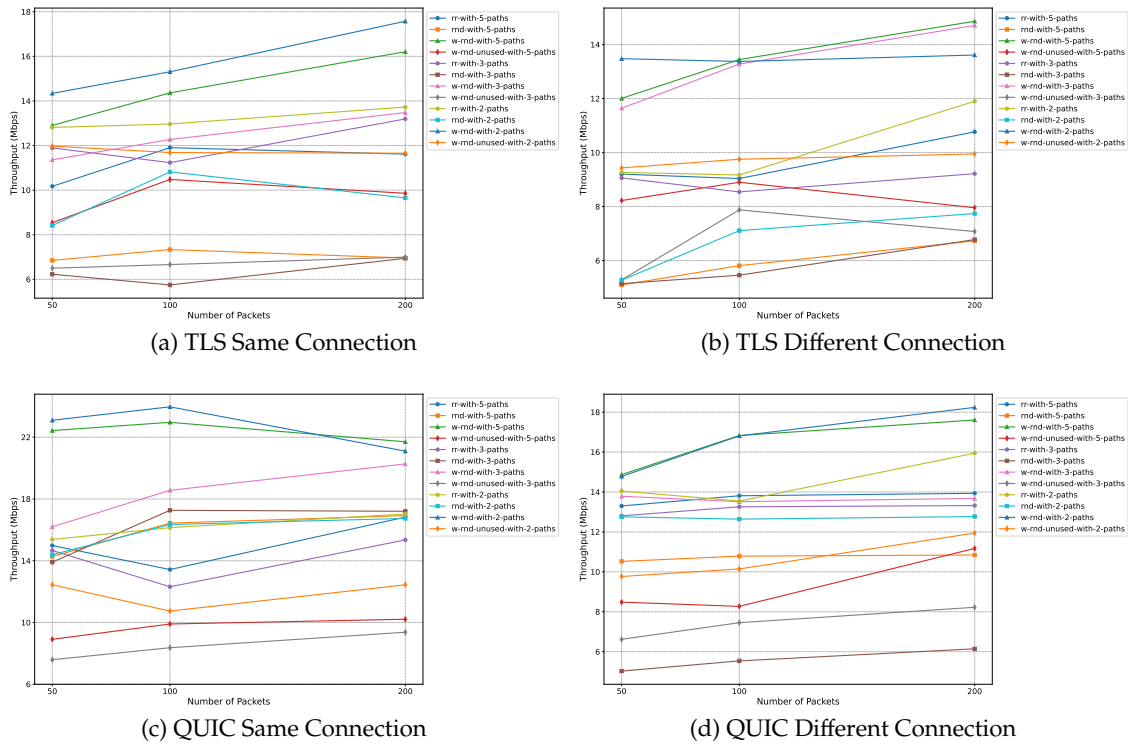 18
16
14
12
10
8
6
Throughput (Mbps)
50
100
200
Number of Packets
rr-with-5-paths
rnd-with-5-paths
w-rnd-with-5-paths
w-rnd-unused-with-5-paths
rr-with-3-paths
rnd-with-3-paths
w-rnd-with-3-paths
w-rnd-unused-with-3-paths
rr-with-2-paths
rnd-with-2-paths
w-rnd-with-2-paths
w-rnd-unused-with-2-paths
(a) TLS Same Connection
14
12
10
8
6
Throughput (Mbps)
50
100
200
Number of Packets
rr-with-5-paths
rnd-with-5-paths
w-rnd-with-5-paths
w-rnd-unused-with-5-paths
rr-with-3-paths
rnd-with-3-paths
w-rnd-with-3-paths
w-rnd-unused-with-3-paths
rr-with-2-paths
rnd-with-2-paths
w-rnd-with-2-paths
w-rnd-unused-with-2-paths
(b) TLS Different Connection
22
18
14
10
6
Throughput (Mbps)
50
100
200
Number of Packets
rr-with-5-paths
rnd-with-5-paths
w-rnd-with-5-paths
w-rnd-unused-with-5-paths
rr-with-3-paths
rnd-with-3-paths
w-rnd-with-3-paths
w-rnd-unused-with-3-paths
rr-with-2-paths
rnd-with-2-paths
w-rnd-with-2-paths
w-rnd-unused-with-2-paths
(c) QUIC Same Connection
18
16
14
12
10
8
6
Throughput (Mbps)
50
100
200
Number of Packets
rr-with-5-paths
rnd-with-5-paths
w-rnd-with-5-paths
w-rnd-unused-with-5-paths
rr-with-3-paths
rnd-with-3-paths
w-rnd-with-3-paths
w-rnd-unused-with-3-paths
rr-with-2-paths
rnd-with-2-paths
w-rnd-with-2-paths
w-rnd-unused-with-2-paths
(d) QUIC Different Connection